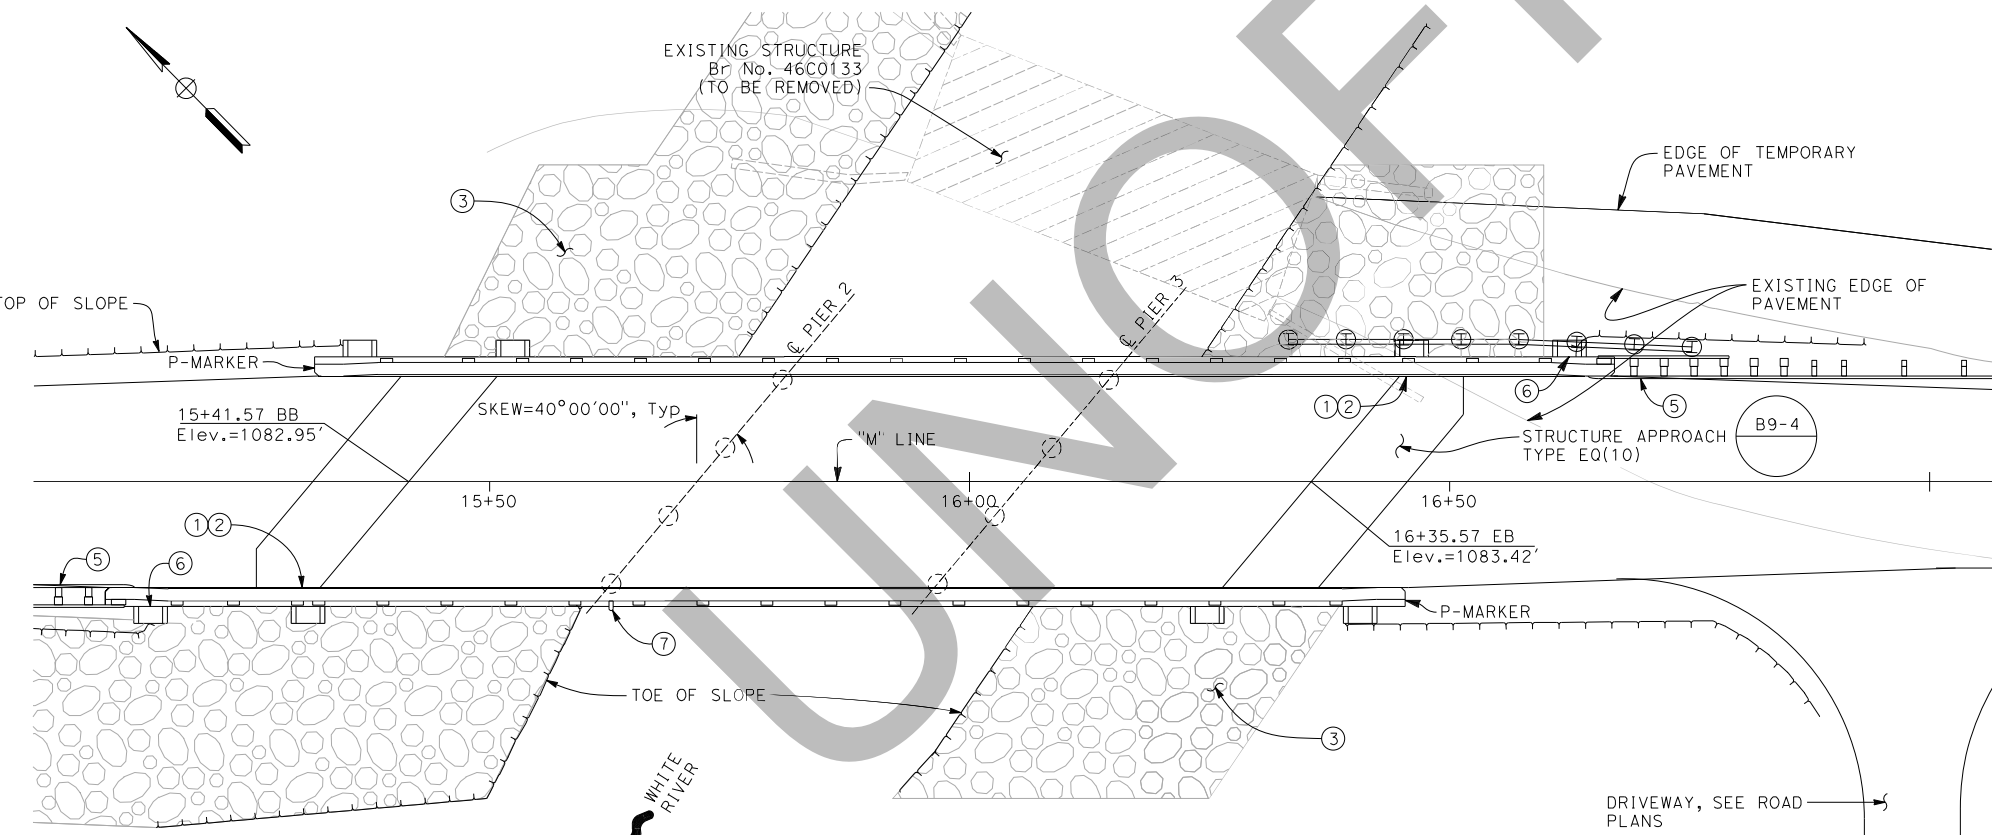 EXISTING STRUCTURE
Br No. 46C0133
(TO BE REMOVED)
EDGE OF TEMPORARY
PAVEMENT
3
EXISTING EDGE OF
PAVEMENT
TOP OF SLOPE
P-MARKER
℄ PIER 2
℄ PIER 3
15+41.57 BB
Elev.=1082.95'
SKEW=40°00'00", Typ
"M" LINE
1 2
6
5
B9-4
STRUCTURE APPROACH
TYPE EQ(10)
15+50
16+00
16+50
1 2
16+35.57 EB
Elev.=1083.42'
5
6
P-MARKER
7
TOE OF SLOPE
3
WHITE
RIVER
DRIVEWAY, SEE ROAD
PLANS